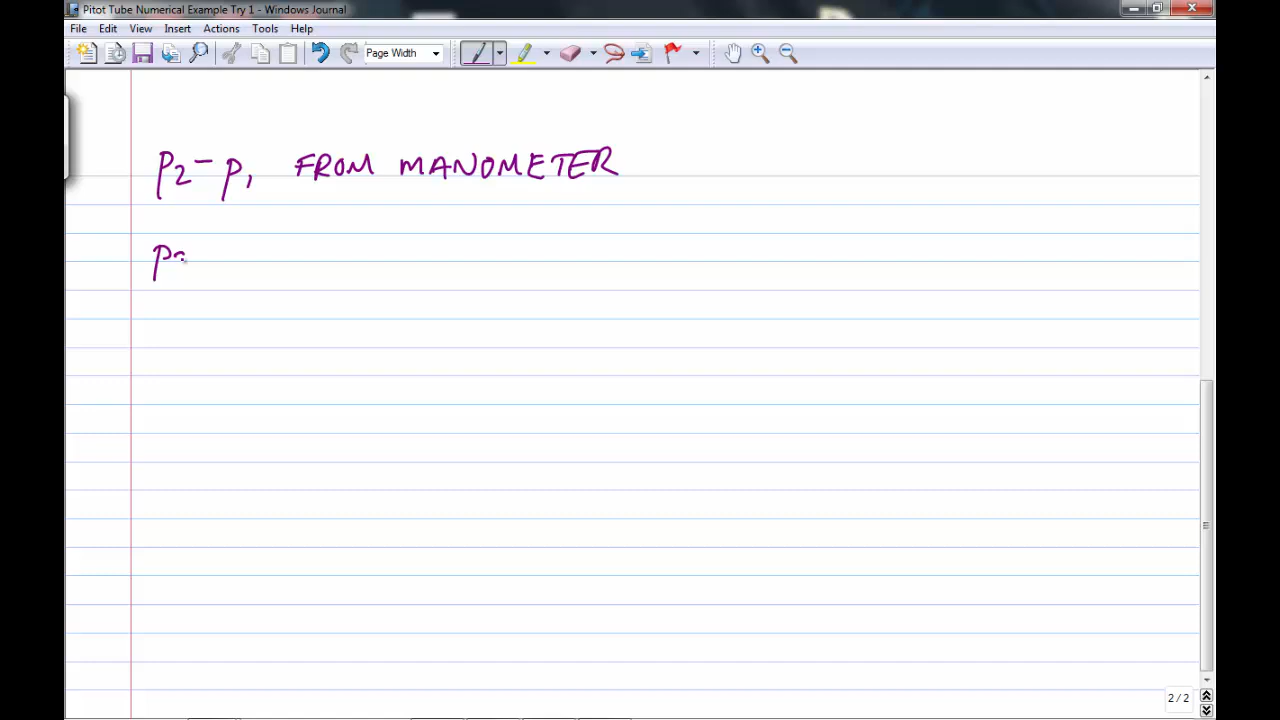 Pitot Tube Numerical Example Try 1 - Windows Journal
File Edit View Insert Actions Tools Help
Page Width
p2 - p1 FROM MANOMETER
p2
2 / 2